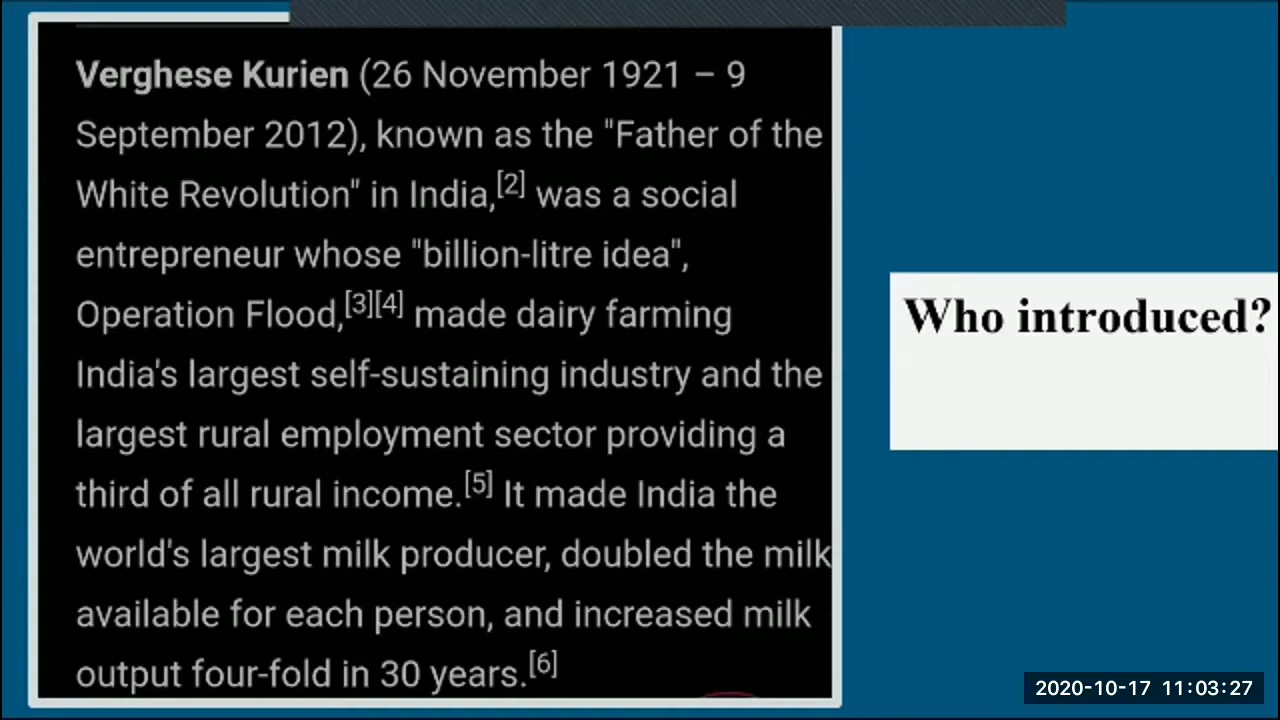 Verghese Kurien (26 November 1921 – 9
September 2012), known as the "Father of the
White Revolution" in India,[2] was a social
entrepreneur whose "billion-litre idea",
Operation Flood,[3][4] made dairy farming
India's largest self-sustaining industry and the
largest rural employment sector providing a
third of all rural income.[5] It made India the
world's largest milk producer, doubled the milk
available for each person, and increased milk
output four-fold in 30 years.[6]
Who introduced?
2020-10-17 11:03:27